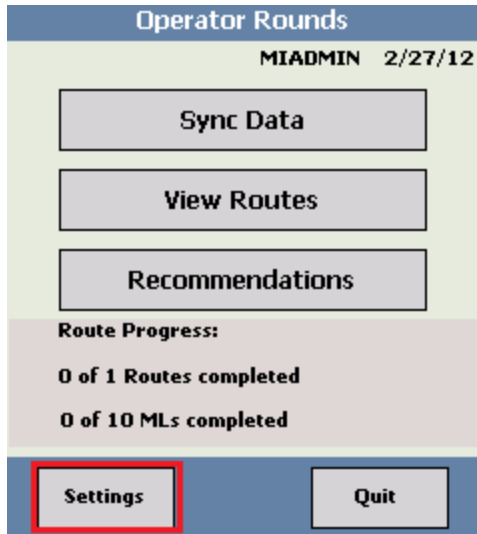 Operator Rounds
MIADMIN 2/27/12
Sync Data
View Routes
Recommendations
Route Progress:
0 of 1 Routes completed
0 of 10 MLs completed
Settings Quit